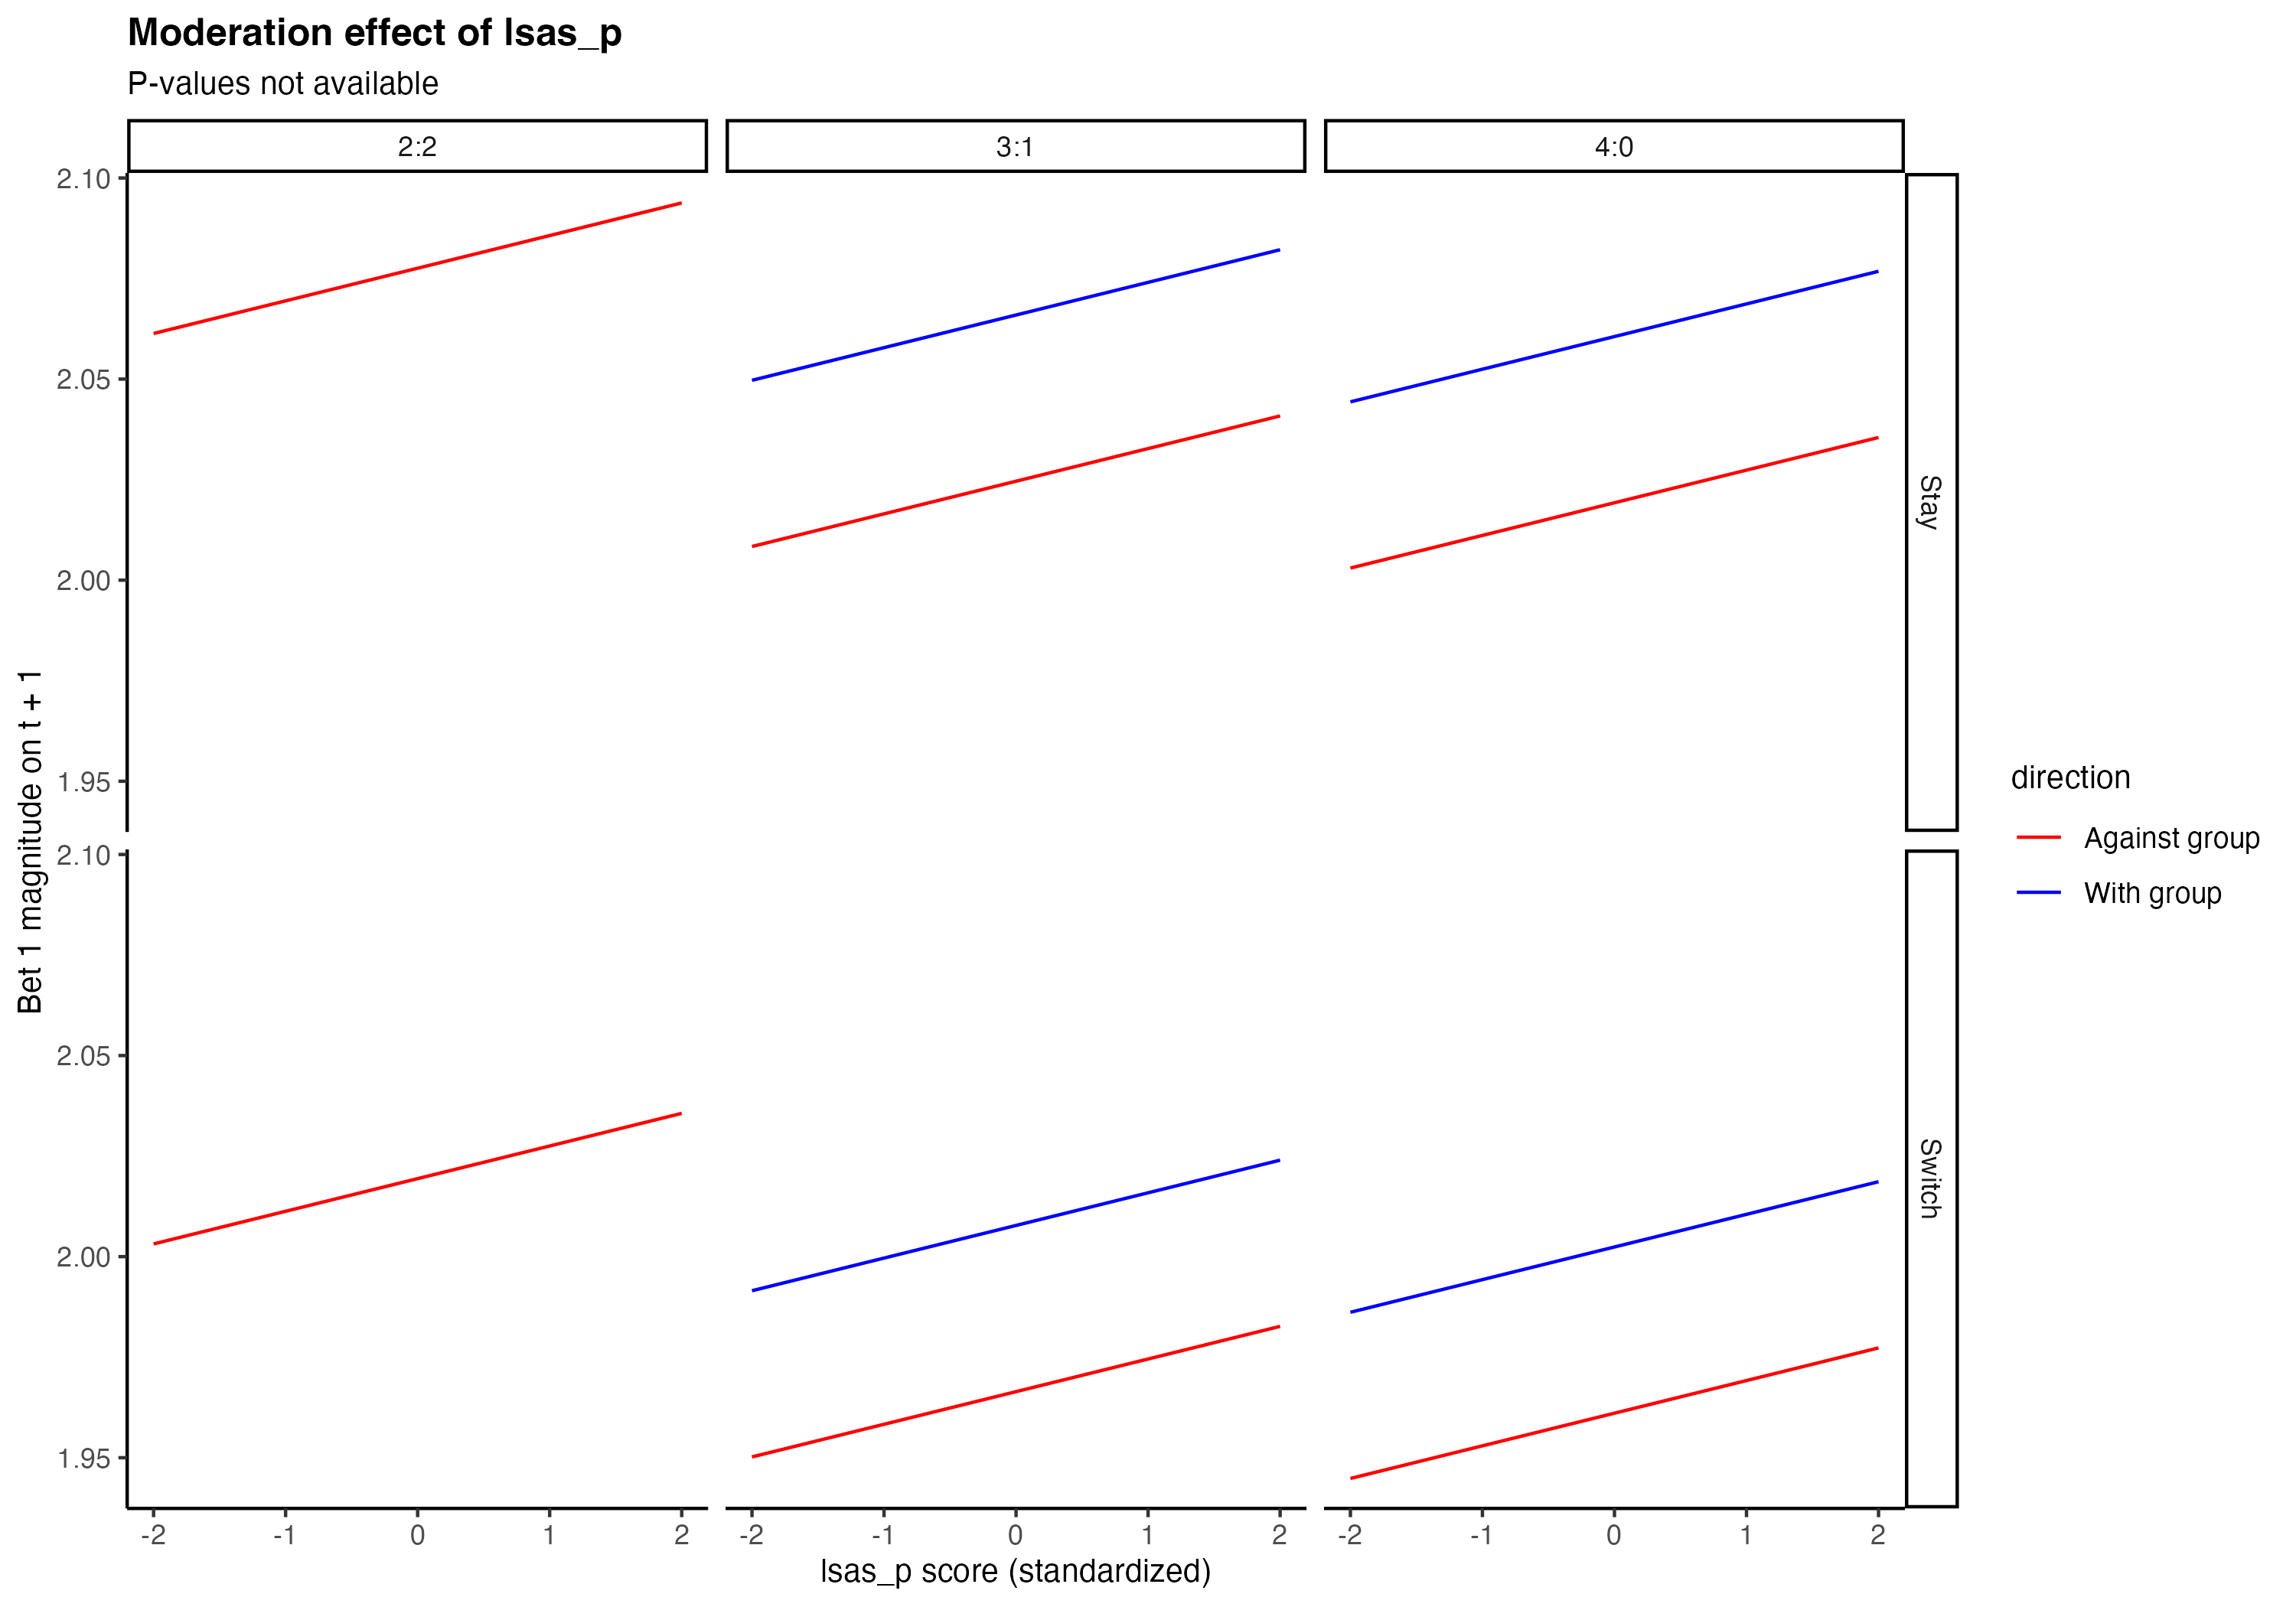 Moderation effect of lsas_p
P-values not available
2:2
3:1
4:0
2.10
2.05
2.00
1.95
Stay
2.10
2.05
2.00
1.95
Switch
Bet 1 magnitude on t + 1
-2 -1 0 1 2
-2 -1 0 1 2
-2 -1 0 1 2
lsas_p score (standardized)
direction
Against group
With group